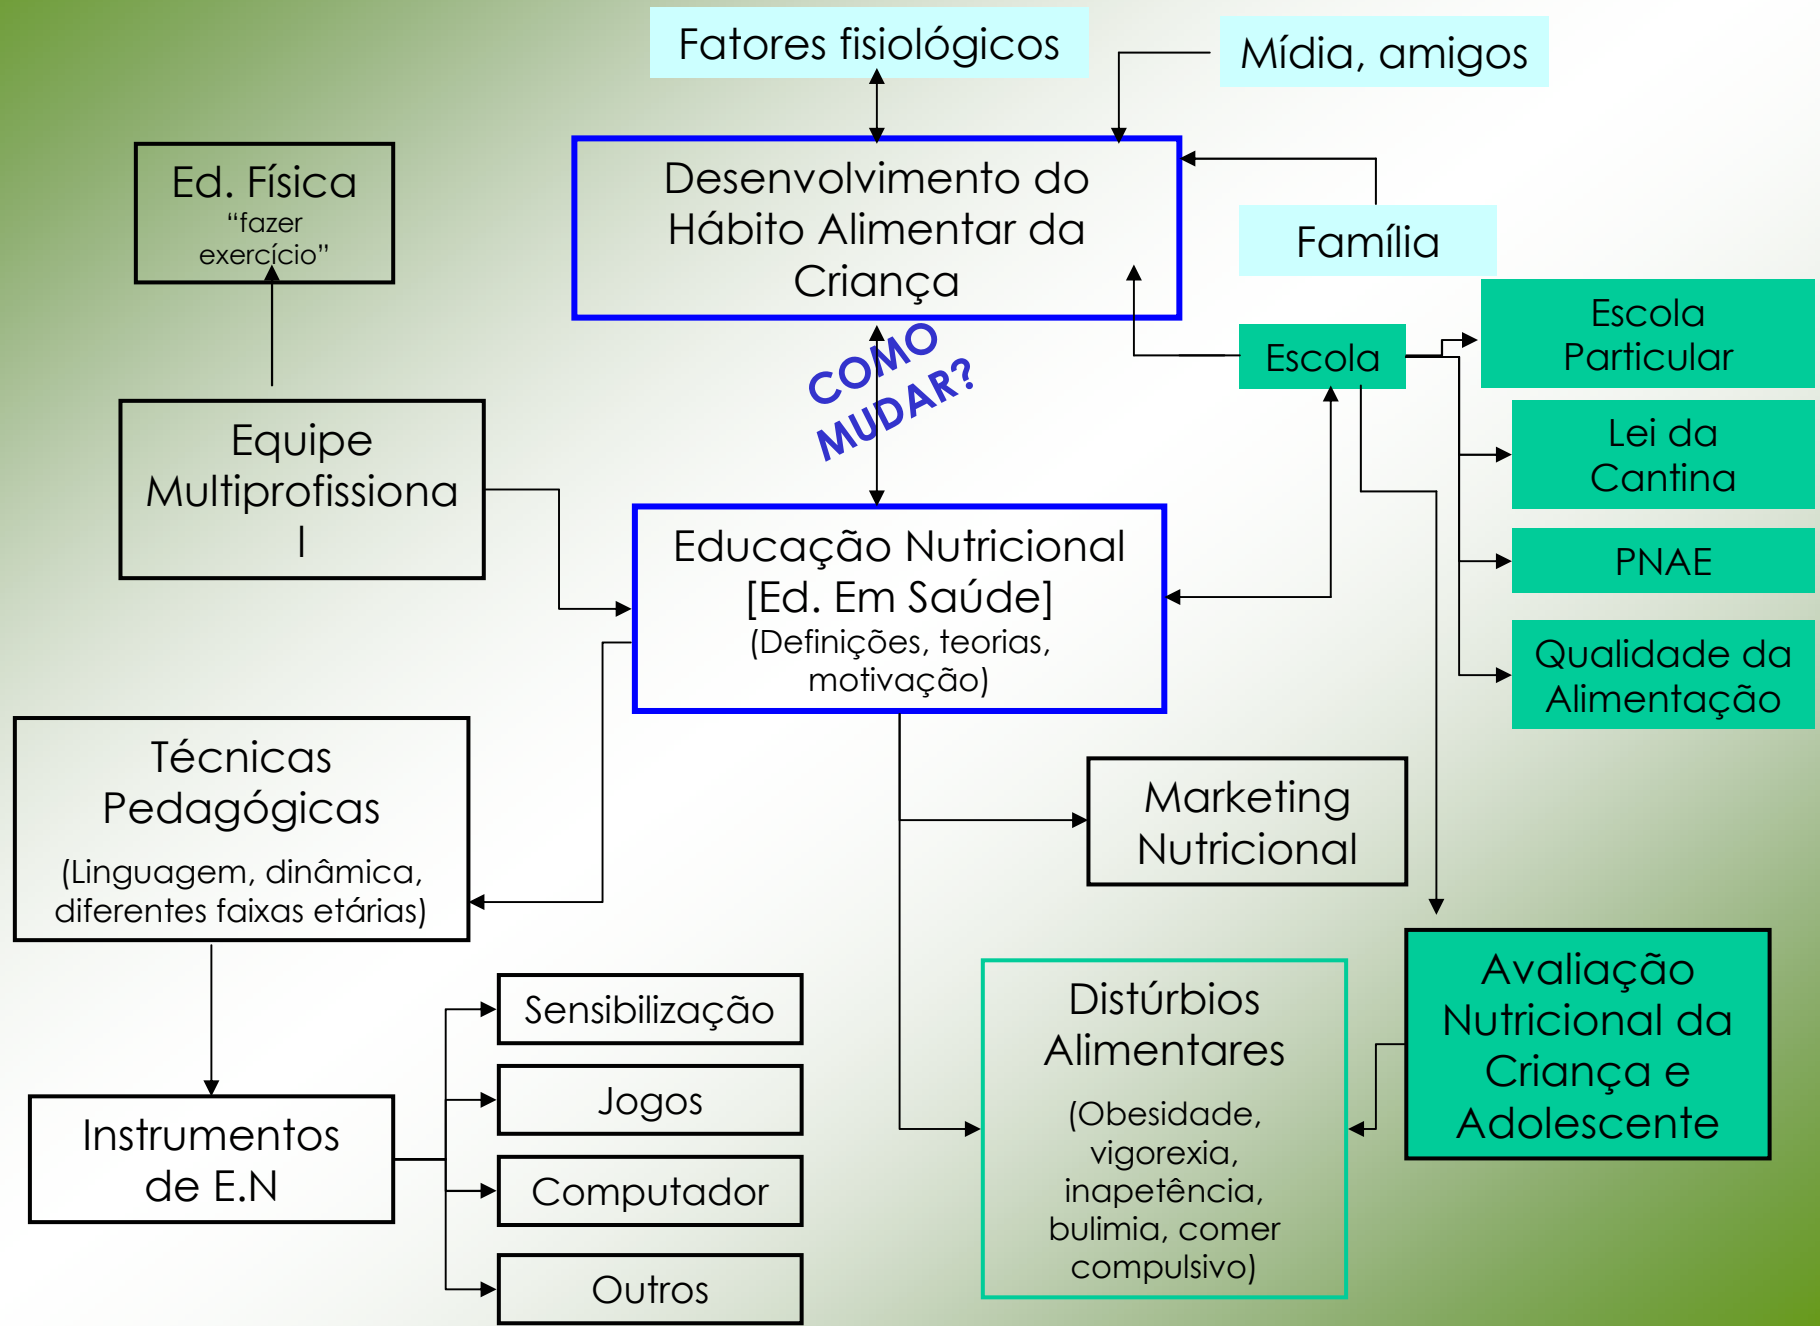 Fatores fisiológicos
Mídia, amigos
Ed. Física
“fazer
exercício”
Desenvolvimento do
Hábito Alimentar da
Criança
Família
Escola
Particular
COMO
MUDAR?
Escola
Equipe
Multiprofissiona
l
Lei da
Cantina
PNAE
Educação Nutricional
[Ed. Em Saúde]
(Definições, teorias,
motivação)
Qualidade da
Alimentação
Técnicas
Pedagógicas
(Linguagem, dinâmica,
diferentes faixas etárias)
Marketing
Nutricional
Avaliação
Nutricional da
Criança e
Adolescente
Distúrbios
Alimentares
(Obesidade,
vigorexia,
inapetência,
bulimia, comer
compulsivo)
Instrumentos
de E.N
Sensibilização
Jogos
Computador
Outros